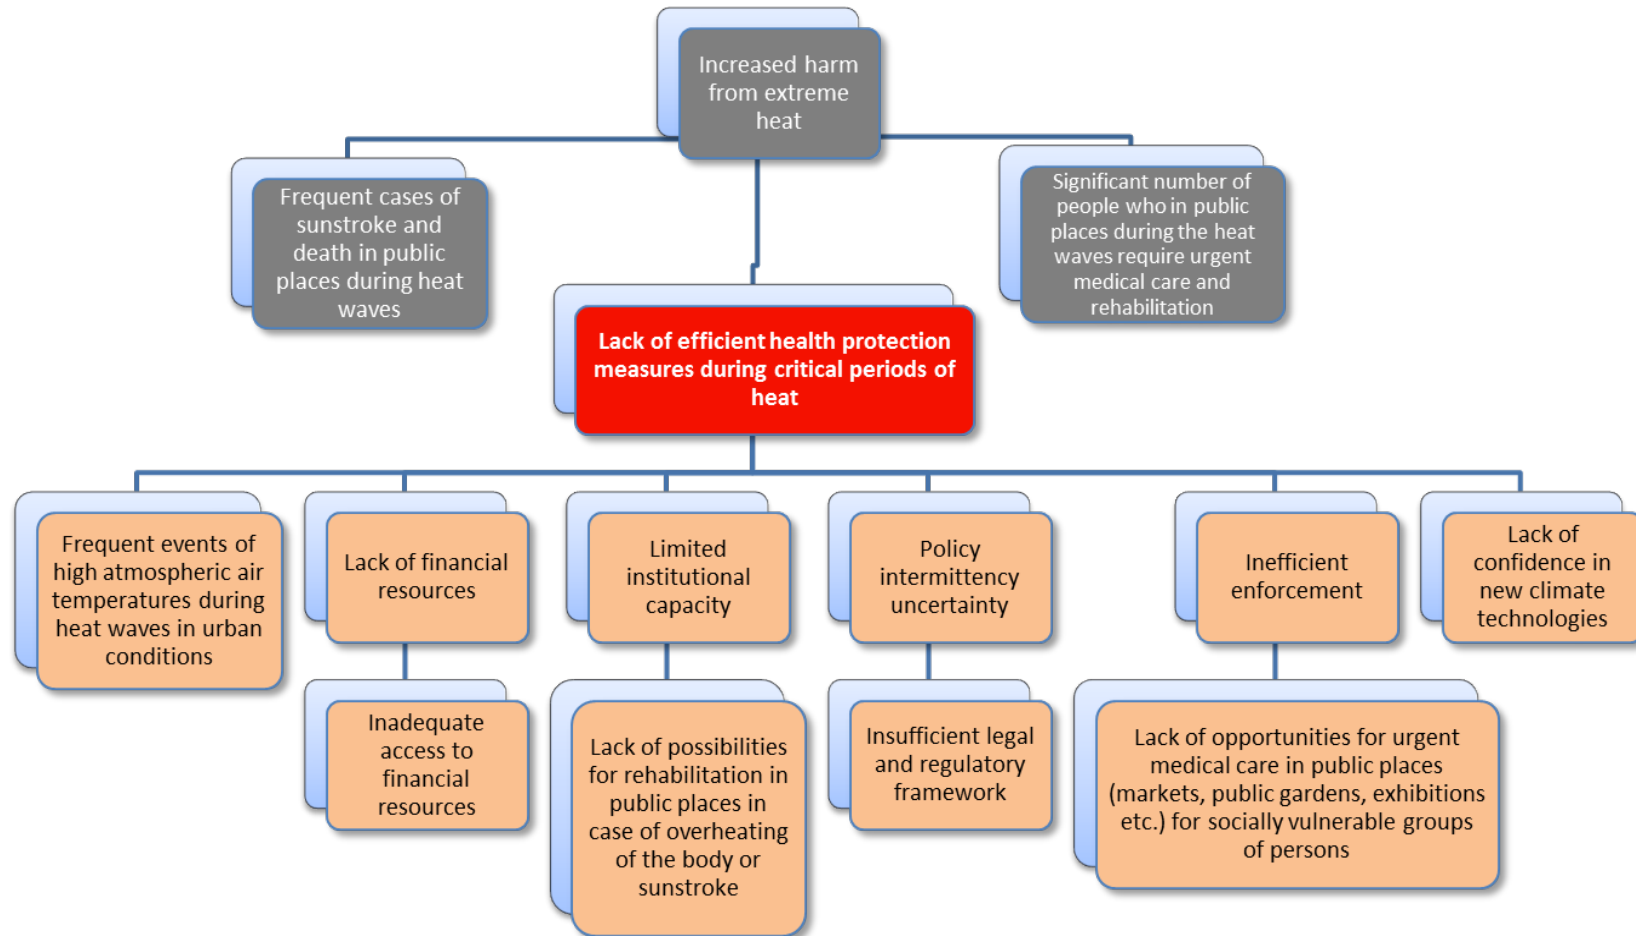 Increased harm
from extreme
heat
Frequent cases of
sunstroke and
death in public
places during heat
waves
Significant number of
people who in public
places during the heat
waves require urgent
medical care and
rehabilitation
Lack of efficient health protection
measures during critical periods of
heat
Frequent events of
high atmospheric air
temperatures during
heat waves in urban
conditions
Lack of financial
resources
Limited
institutional
capacity
Policy
intermittency
uncertainty
Inefficient
enforcement
Lack of
confidence in
new climate
technologies
Inadequate
access to
financial
resources
Lack of possibilities
for rehabilitation in
public places in
case of overheating
of the body or
sunstroke
Insufficient legal
and regulatory
framework
Lack of opportunities for urgent
medical care in public places
(markets, public gardens, exhibitions
etc.) for socially vulnerable groups
of persons